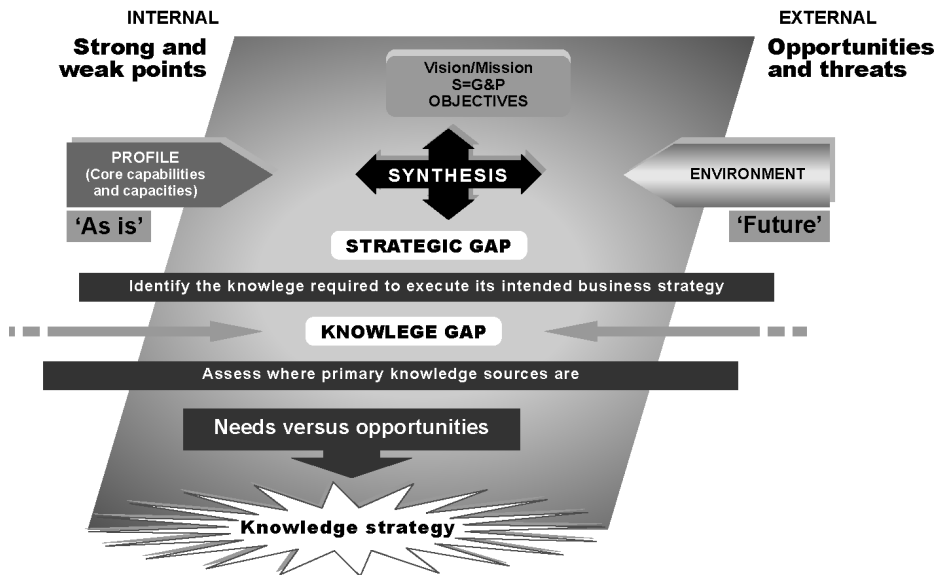 INTERNAL
Strong and
weak points
EXTERNAL
Opportunities
and threats
Vision/Mission
S=G&P
OBJECTIVES
PROFILE
(Core capabilities
and capacities)
'As is'
SYNTHESIS
ENVIRONMENT
'Future'
STRATEGIC GAP
Identify the knowlege required to execute its intended business strategy
KNOWLEGE GAP
Assess where primary knowledge sources are
Needs versus opportunities
Knowledge strategy